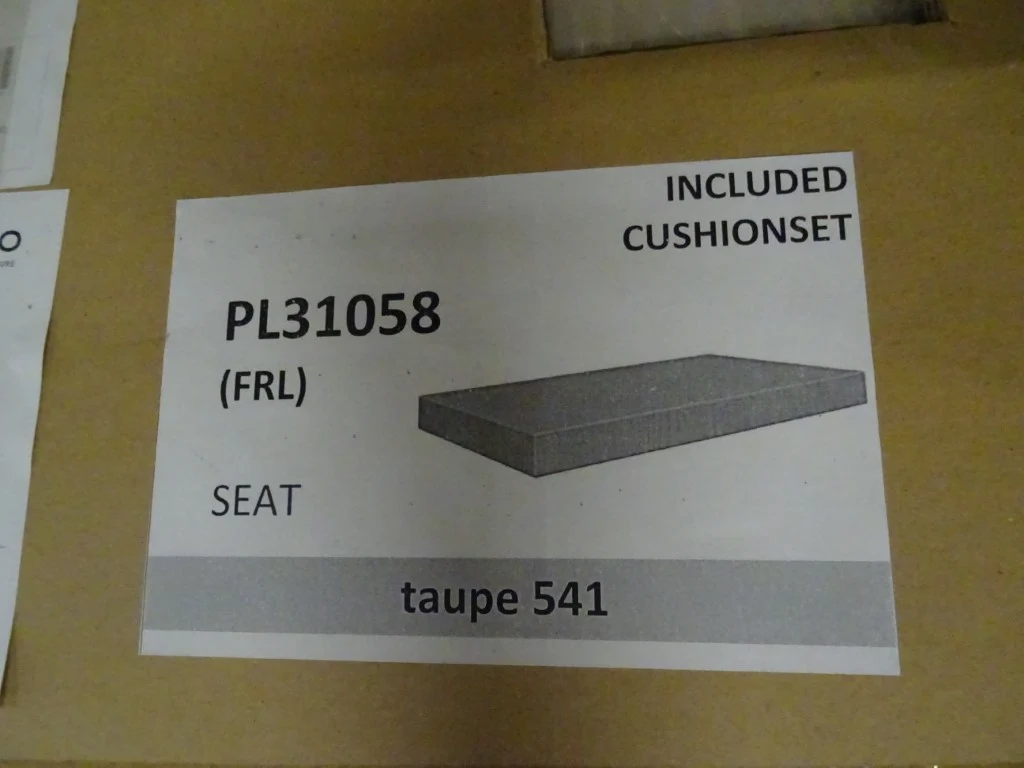 INCLUDED
CUSHIONSET
PL31058
(FRL)
SEAT
taupe 541